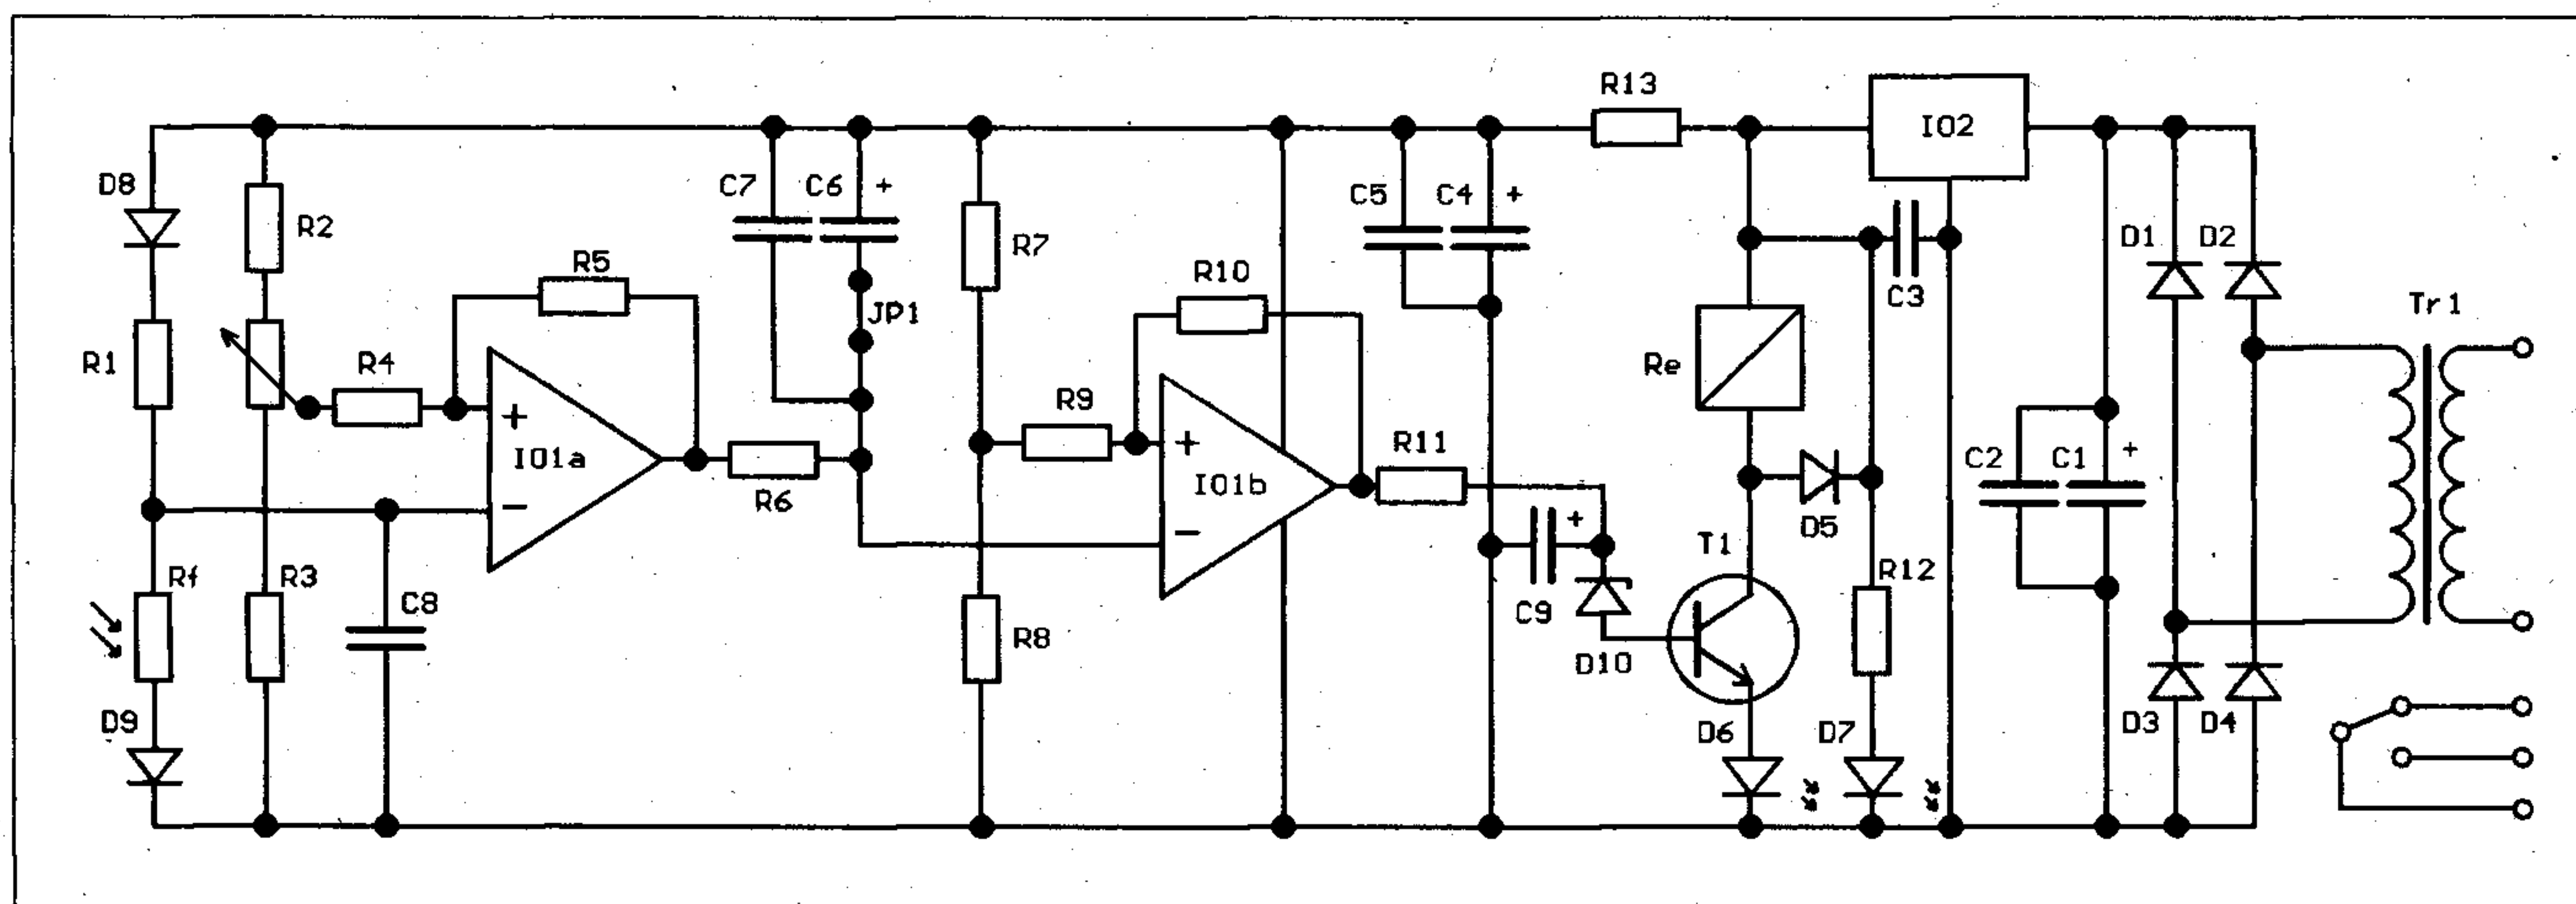 R13
IO2
D8
R2
C7
C6
+
R7
C5
C4
+
D1
D2
R5
R10
C3
JP1
Tr1
R1
R4
Re
R9
+
IO1a
−
R6
+
IO1b
−
R11
C2
C1
+
D5
Rf
R3
C8
R8
+
C9
T1
R12
D10
D9
D6
D7
D3
D4